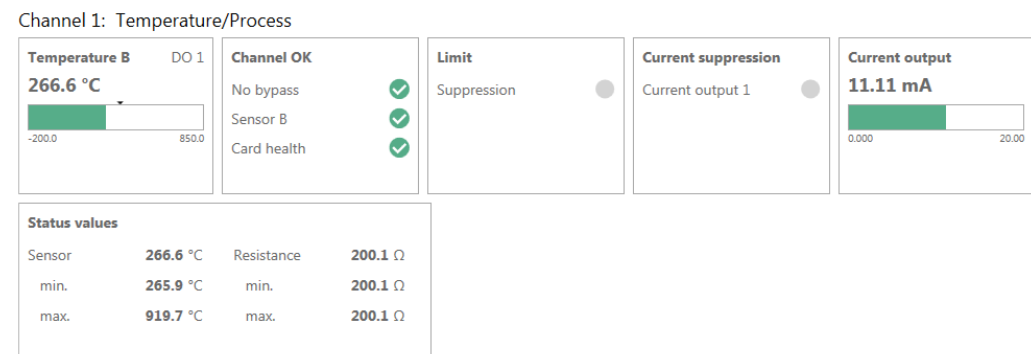 Channel 1: Temperature/Process
Temperature B DO 1
266.6 °C
-200.0 850.0
Channel OK
No bypass
Sensor B
Card health
Limit
Suppression
Current suppression
Current output 1
Current output
11.11 mA
0.000 20.00
Status values
Sensor 266.6 °C Resistance 200.1 Ω
min. 265.9 °C min. 200.1 Ω
max. 919.7 °C max. 200.1 Ω